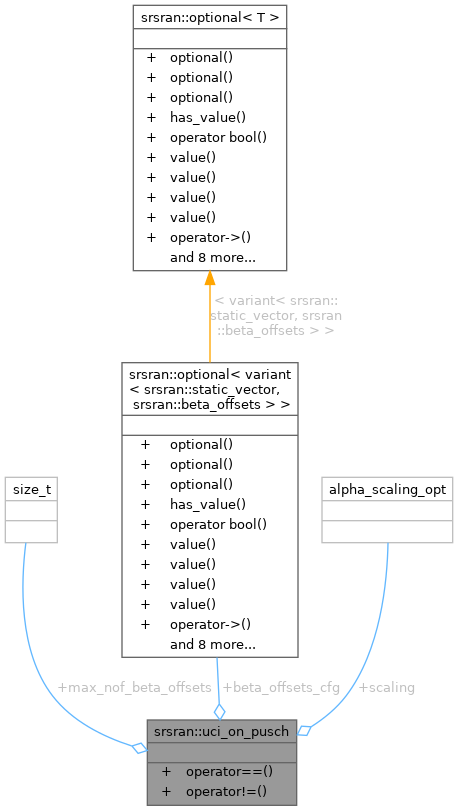 srsran::optional< T >
+ optional()
+ optional()
+ optional()
+ has_value()
+ operator bool()
+ value()
+ value()
+ value()
+ value()
+ operator->()
and 8 more...
< variant< srsran::
static_vector, srsran
::beta_offsets > >
srsran::optional< variant
< srsran::static_vector,
srsran::beta_offsets > >
+ optional()
+ optional()
+ optional()
+ has_value()
+ operator bool()
+ value()
+ value()
+ value()
+ value()
+ operator->()
and 8 more...
size_t
alpha_scaling_opt
+max_nof_beta_offsets
+beta_offsets_cfg
+scaling
srsran::uci_on_pusch
+ operator==()
+ operator!=()